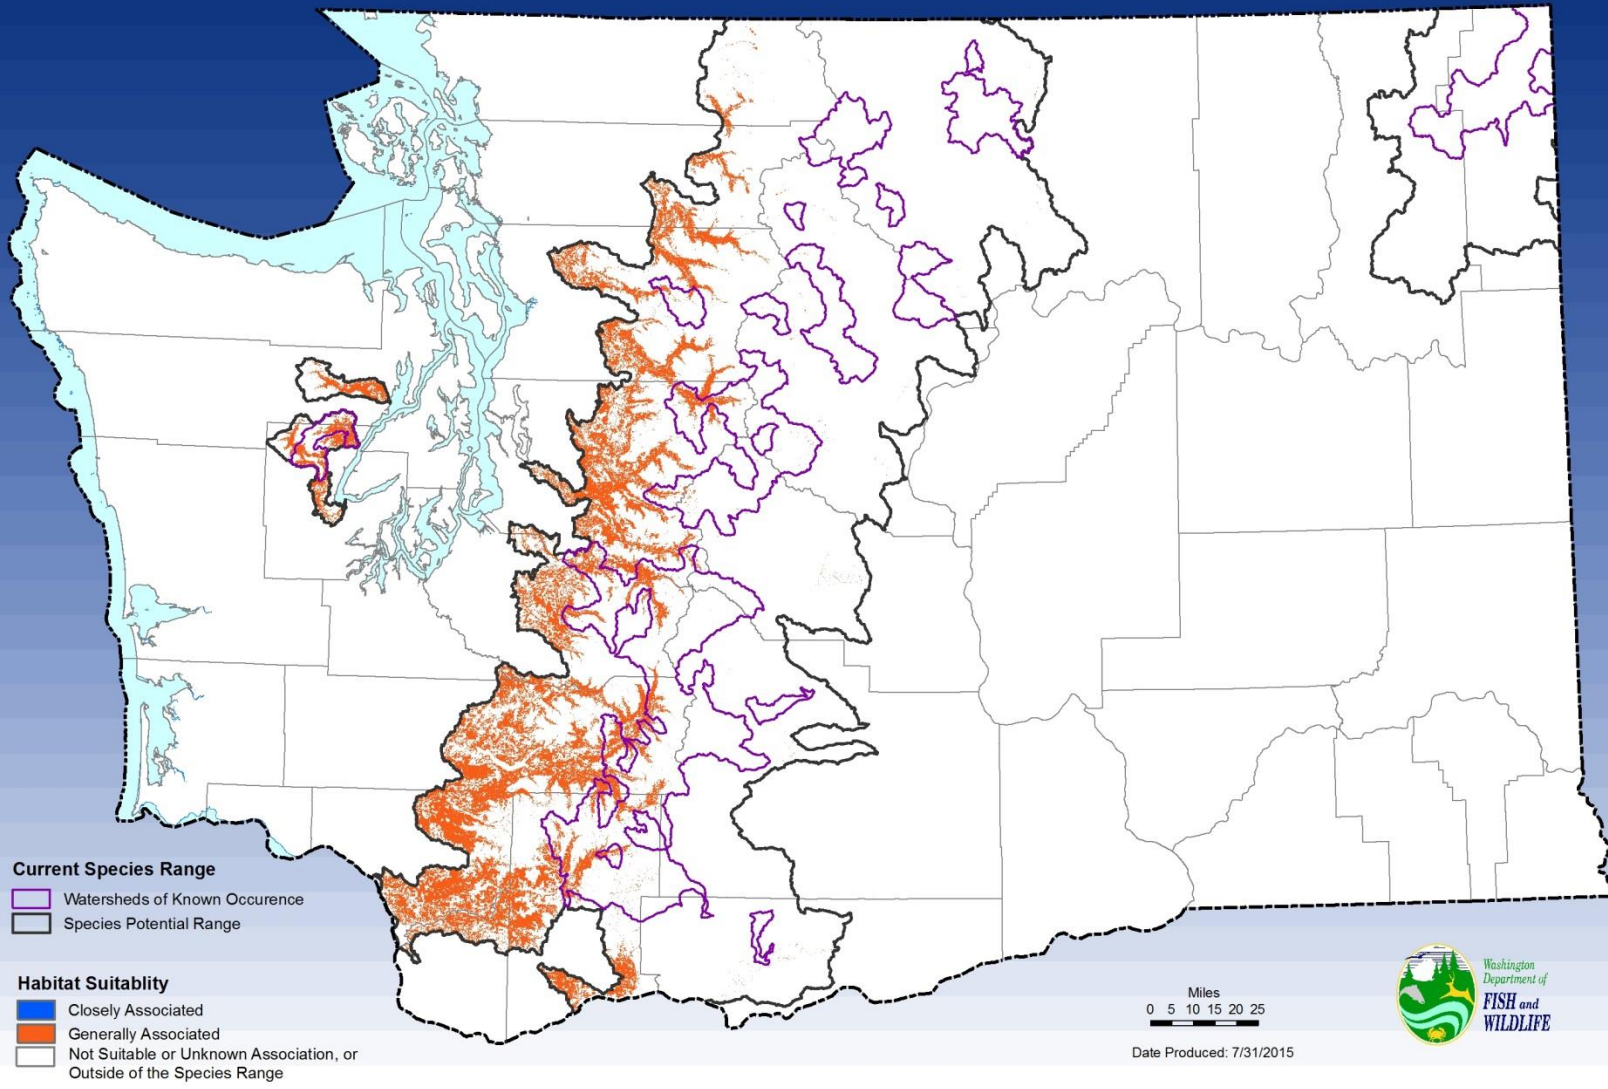 Current Species Range
Watersheds of Known Occurence
Species Potential Range
Habitat Suitablity
Closely Associated
Generally Associated
Not Suitable or Unknown Association, or
Outside of the Species Range
Miles
0 5 10 15 20 25
Date Produced: 7/31/2015
Washington
Department of
FISH and
WILDLIFE